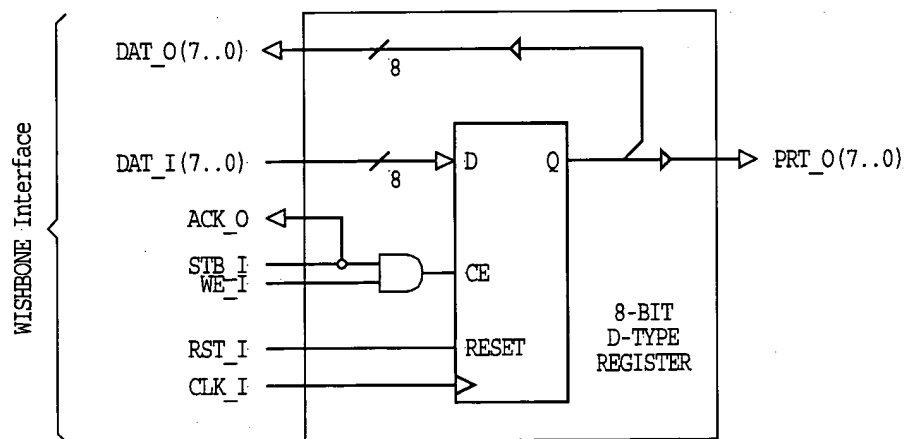 WISHBONE Interface
DAT_O(7..0)
8
DAT_I(7..0)
8
D
Q
PRT_O(7..0)
ACK_O
STB_I
WE_I
CE
RST_I
RESET
CLK_I
8-BIT
D-TYPE
REGISTER